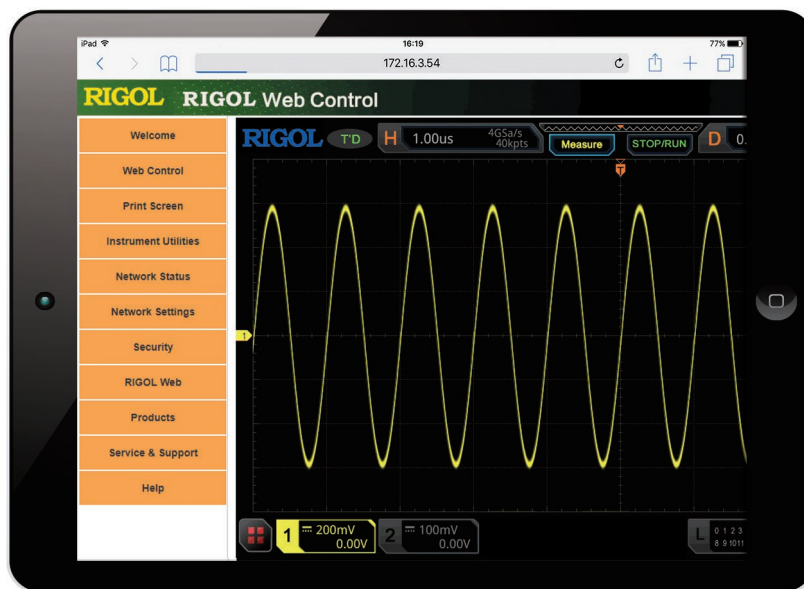 iPad 16:19 77%
172.16.3.54
RIGOL RIGOL Web Control
Welcome
Web Control
Print Screen
Instrument Utilities
Network Status
Network Settings
Security
RIGOL Web
Products
Service & Support
Help
RIGOL T'D H 1.00us 4GSa/s 40kpts Measure STOP/RUN D 0.
T
1
1 200mV 0.00V
2 100mV 0.00V
L 0 1 2 3
8 9 1011